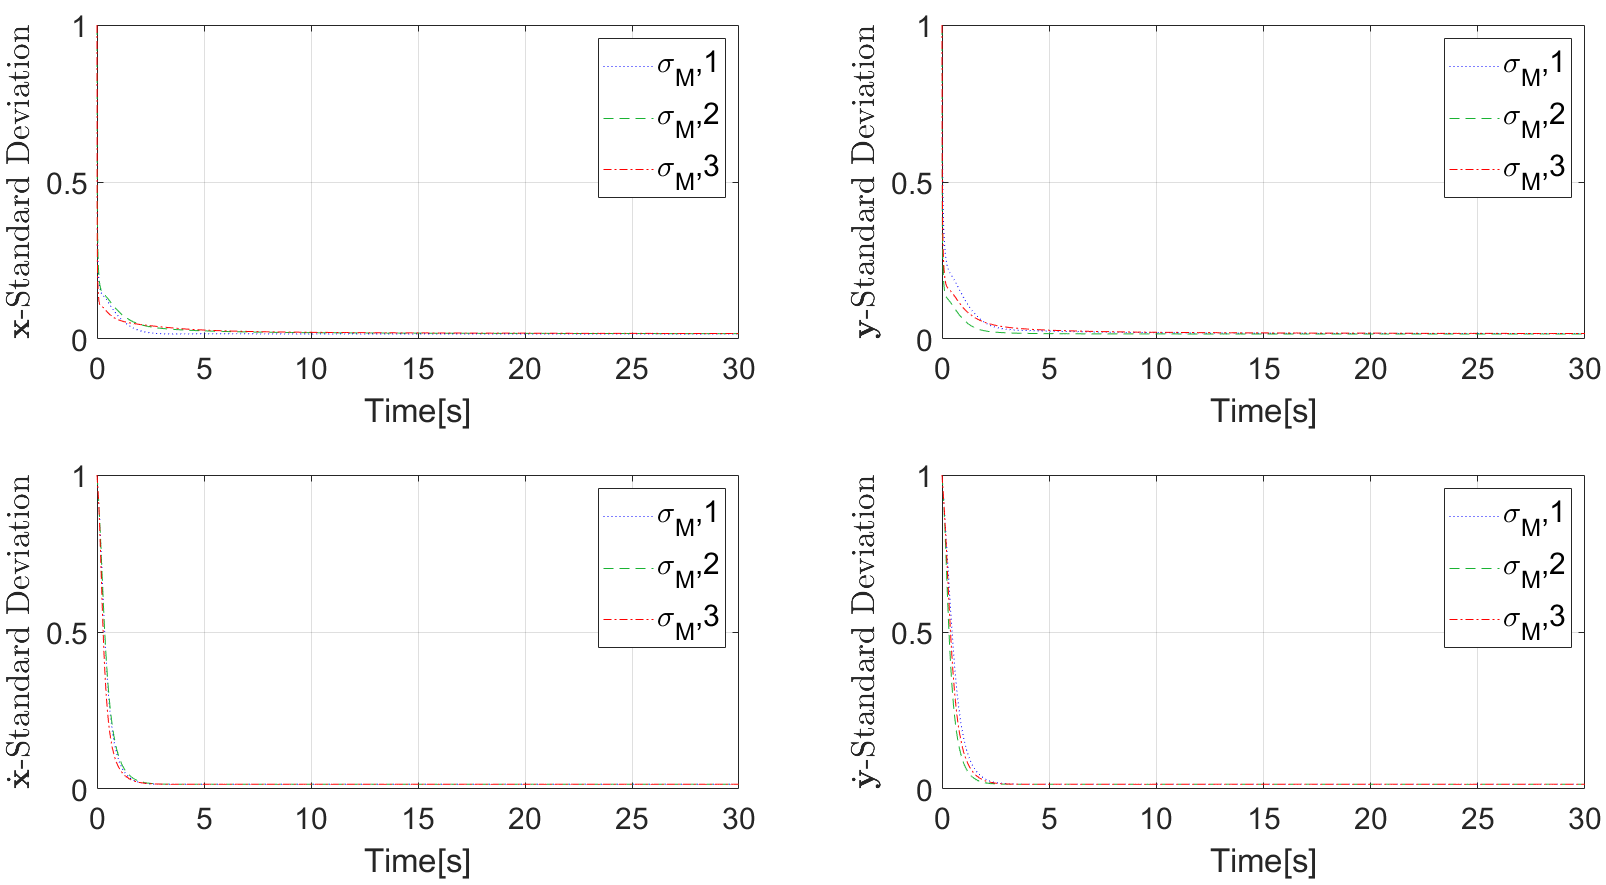 x-Standard Deviation
1
0.5
0
0 5 10 15 20 25 30
Time[s]
σM,1
σM,2
σM,3
y-Standard Deviation
1
0.5
0
0 5 10 15 20 25 30
Time[s]
σM,1
σM,2
σM,3
ẋ-Standard Deviation
1
0.5
0
0 5 10 15 20 25 30
Time[s]
σM,1
σM,2
σM,3
ẏ-Standard Deviation
1
0.5
0
0 5 10 15 20 25 30
Time[s]
σM,1
σM,2
σM,3